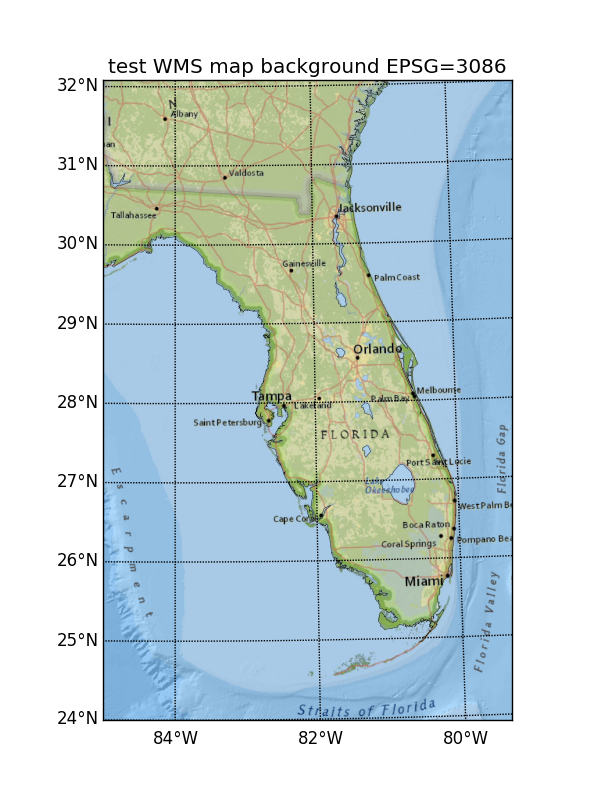 test WMS map background EPSG=3086
32°N
N
Albany
I
an
31°N
Valdosta
Tallahassee
Jacksonville
30°N
Gainesville
Palm Coast
29°N
Orlando
Melbourne
Tampa
Palm Bay
28°N
Lakeland
Saint Petersburg
FLORIDA
Port Saint Lucie
Florida Gap
27°N
Lake
Okeechobee
Escarpment
West Palm Be
Cape Coral
Boca Raton
Coral Springs
Pompano Bea
26°N
Miami
Florida Valley
25°N
Straits of Florida
24°N
84°W
82°W
80°W